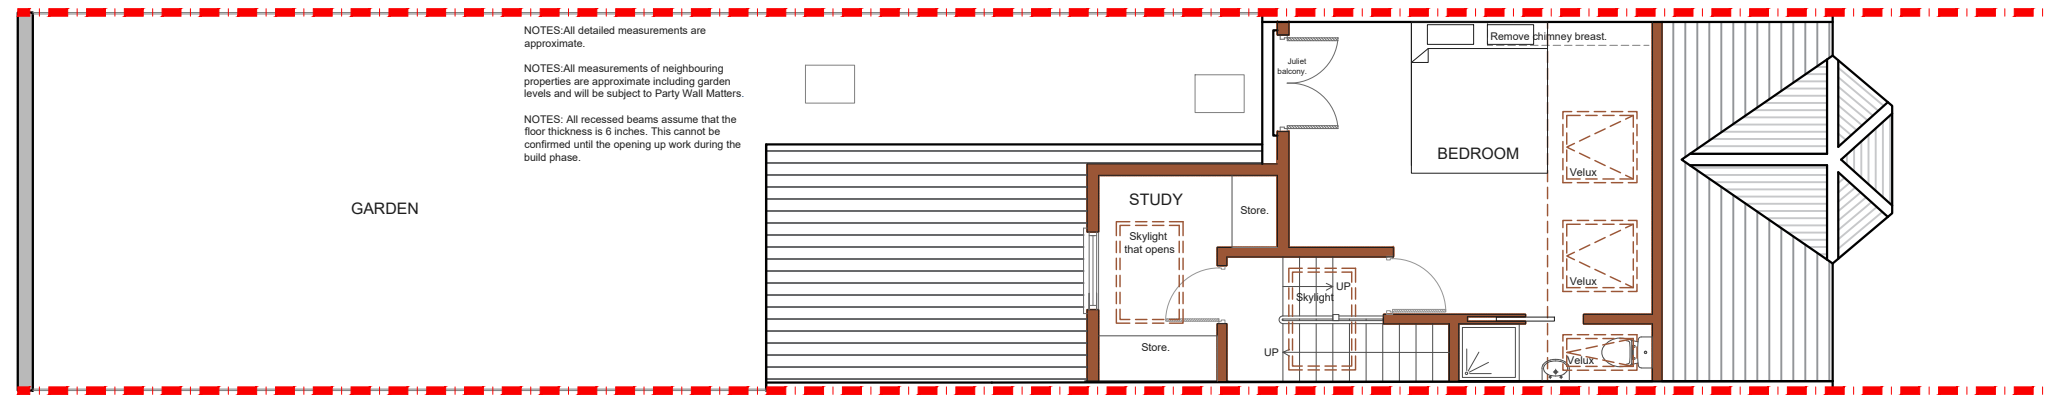 NOTES:All detailed measurements are
approximate.
NOTES:All measurements of neighbouring
properties are approximate including garden
levels and will be subject to Party Wall Matters.
NOTES: All recessed beams assume that the
floor thickness is 6 inches. This cannot be
confirmed until the opening up work during the
build phase.
GARDEN
STUDY
Store.
Skylight
that opens
Store.
Juliet
balcony.
Remove chimney breast.
BEDROOM
Velux
Velux
UP
Skylight
UP
Velux